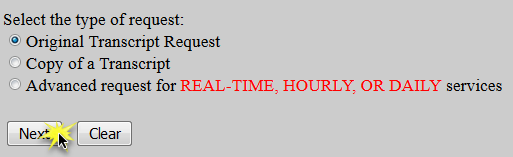 Select the type of request:
Original Transcript Request
Copy of a Transcript
Advanced request for REAL-TIME, HOURLY, OR DAILY services
Next Clear